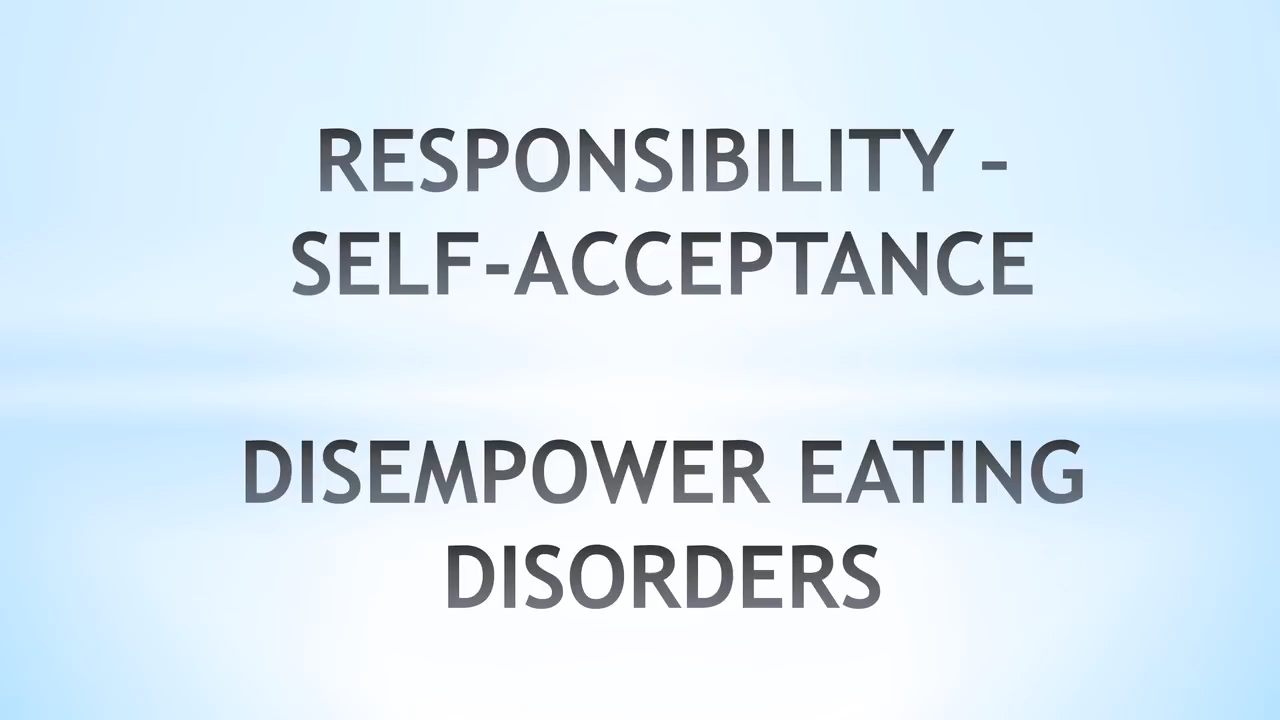 RESPONSIBILITY -
SELF-ACCEPTANCE
DISEMPOWER EATING
DISORDERS